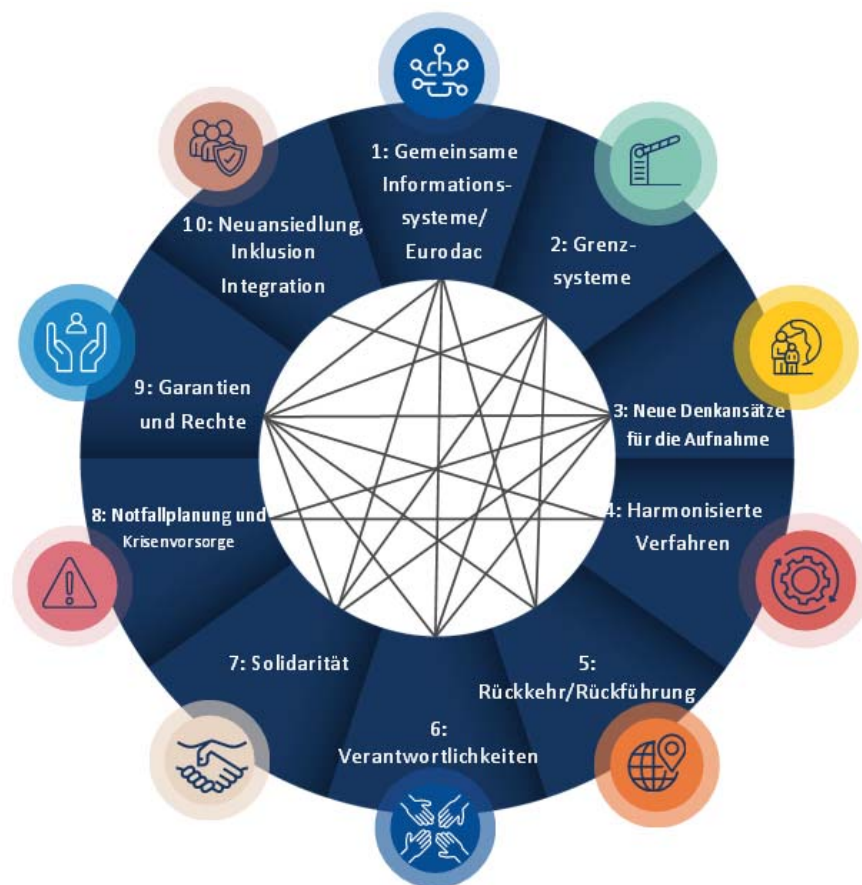 1: Gemeinsame
Informations-
systeme/
Eurodac
2: Grenz-
systeme
3: Neue Denkansätze
für die Aufnahme
4: Harmonisierte
Verfahren
5:
Rückkehr/Rückführung
6:
Verantwortlichkeiten
7: Solidarität
8: Notfallplanung und
Krisenvorsorge
9: Garantien
und Rechte
10: Neuansiedlung,
Inklusion
Integration